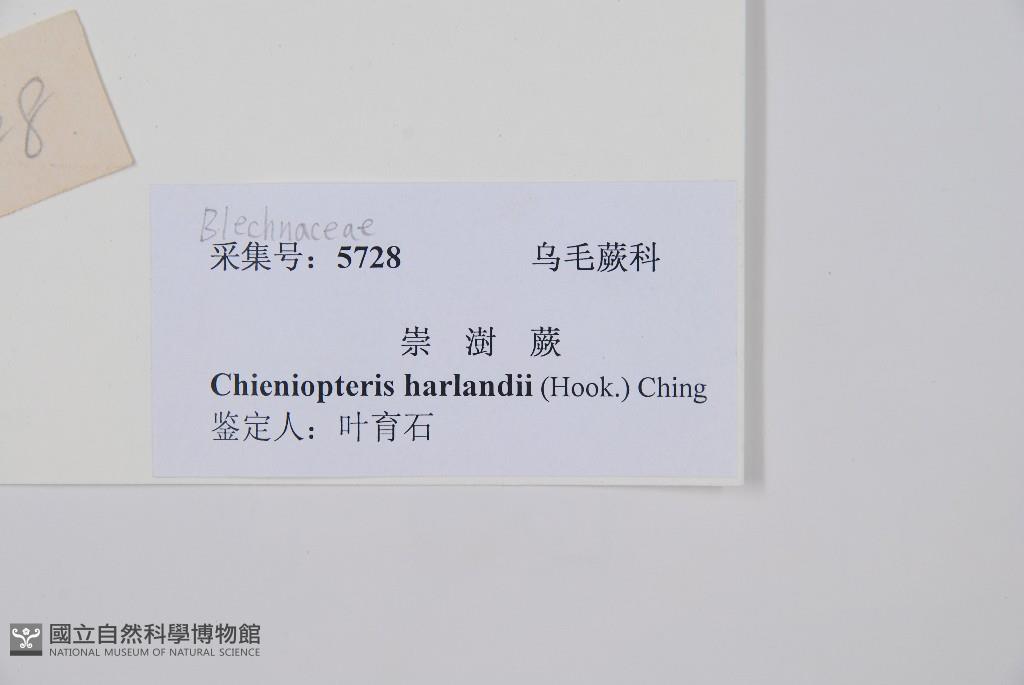 8
Blechnaceae
采集号：5728 乌毛蕨科
崇 澍 蕨
Chieniopteris harlandii (Hook.) Ching
鉴定人：叶育石
國立自然科學博物館
NATIONAL MUSEUM OF NATURAL SCIENCE